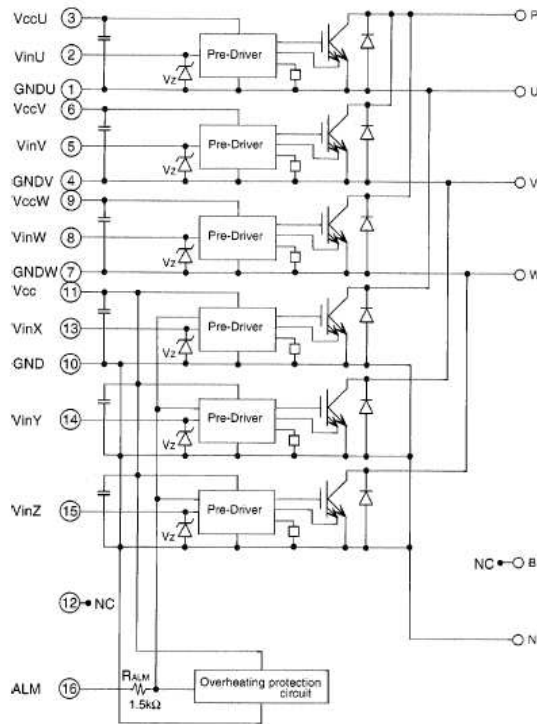 VccU 3
P
VinU 2
Pre-Driver
Vz
GNDU 1
U
VccV 6
VinV 5
Pre-Driver
Vz
GNDV 4
V
VccW 9
VinW 8
Pre-Driver
Vz
GNDW 7
W
Vcc 11
VinX 13
Pre-Driver
Vz
GND 10
VinY 14
Pre-Driver
Vz
VinZ 15
Pre-Driver
Vz
NC B
12 NC
N
ALM 16
RALM
1.5kΩ
Overheating protection
circuit